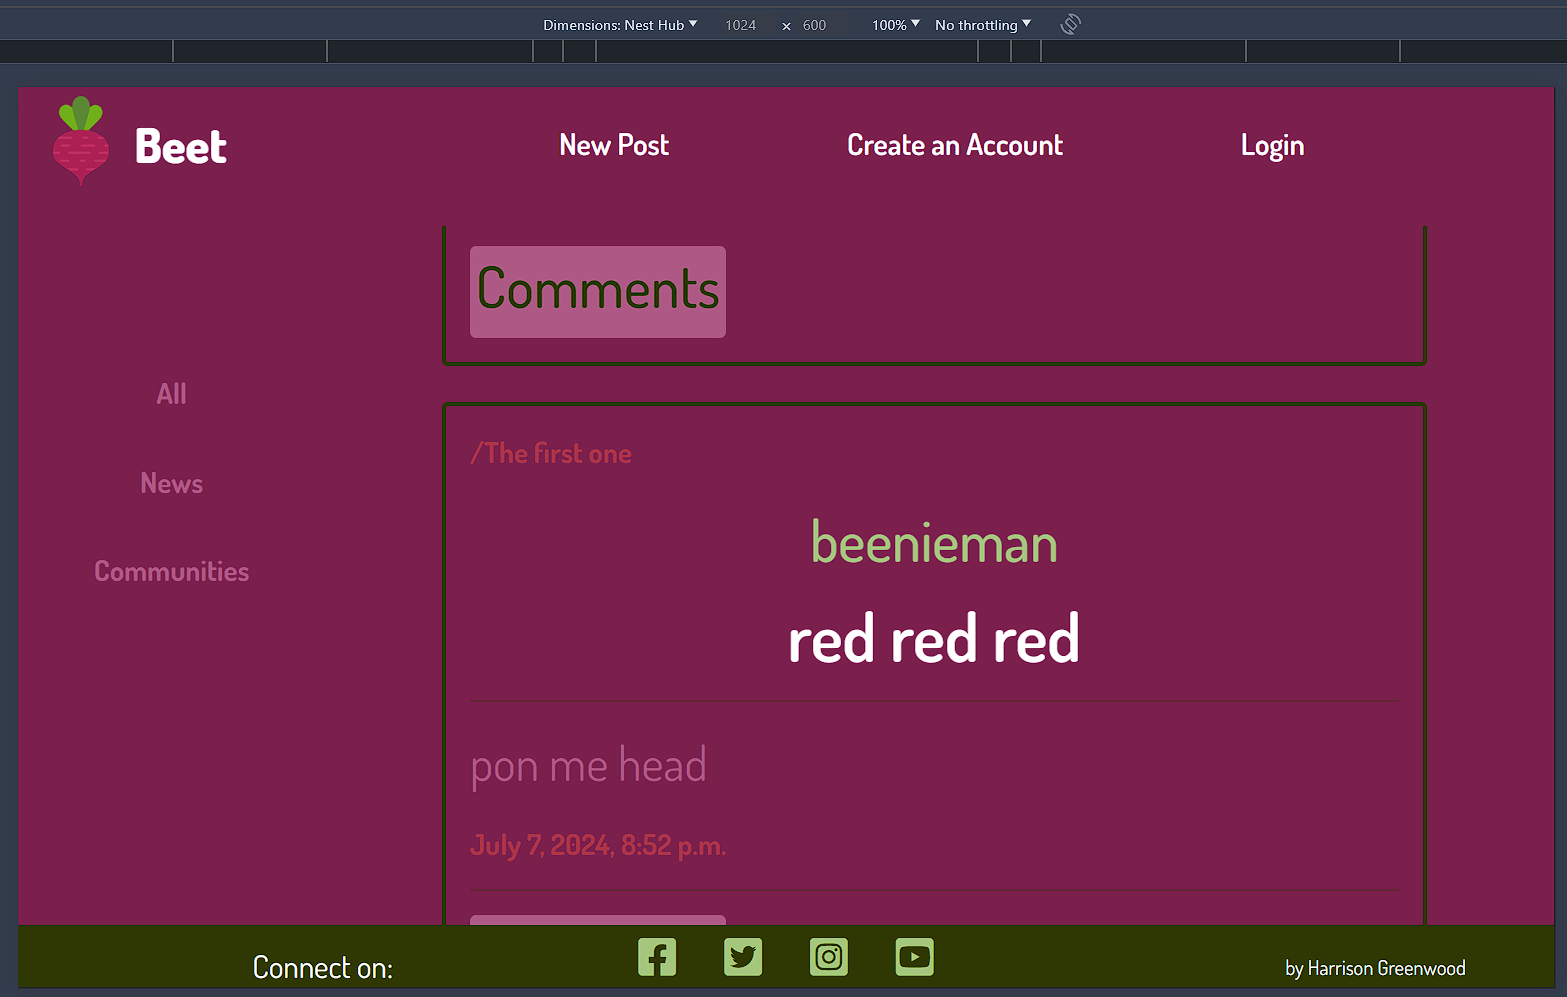 Dimensions: Nest Hub 1024 × 600 100% No throttling
Beet
New Post Create an Account Login
Comments
All
News
Communities
/The first one
beenieman
red red red
pon me head
July 7, 2024, 8:52 p.m.
Connect on:
by Harrison Greenwood